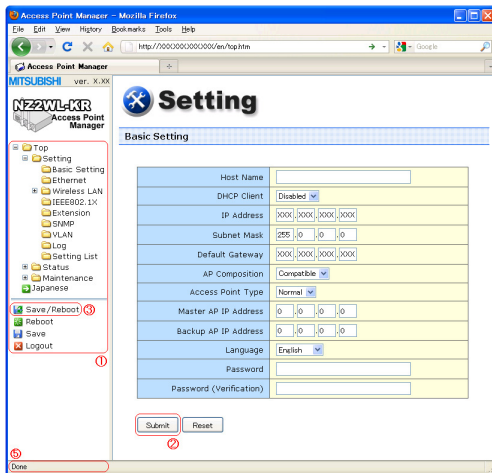 Access Point Manager - Mozilla Firefox
File Edit View History Bookmarks Tools Help
http://XXX.XXX.XXX.XXX/en/top.htm
Google
Access Point Manager
MITSUBISHI ver. X.XX
NZ2WL-KR
Access Point
Manager
Top
Setting
Basic Setting
Ethernet
Wireless LAN
IEEE802.1X
Extension
SNMP
VLAN
Log
Setting List
Status
Maintenance
Japanese
Save/Reboot ③
Reboot
Save
Logout
①
Setting
Basic Setting
Host Name
DHCP Client Disabled
IP Address XXX . XXX . XXX . XXX
Subnet Mask 255 . 0 . 0 . 0
Default Gateway XXX . XXX . XXX . XXX
AP Composition Compatible
Access Point Type Normal
Master AP IP Address 0 . 0 . 0 . 0
Backup AP IP Address 0 . 0 . 0 . 0
Language English
Password
Password (Verification)
Submit Reset
②
⑤
Done